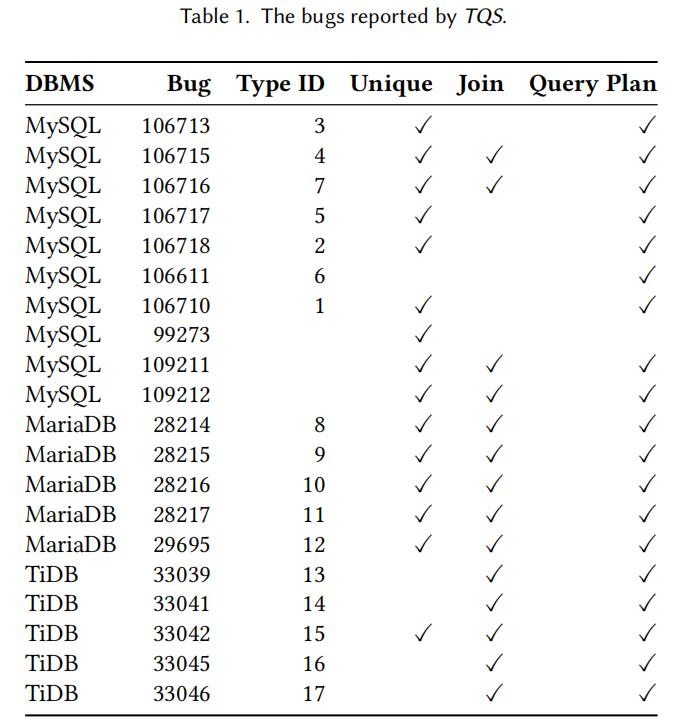 Table 1. The bugs reported by TQS.
DBMS Bug Type ID Unique Join Query Plan
MySQL 106713 3 ✓ ✓
MySQL 106715 4 ✓ ✓ ✓
MySQL 106716 7 ✓ ✓ ✓
MySQL 106717 5 ✓ ✓
MySQL 106718 2 ✓ ✓
MySQL 106611 6 ✓
MySQL 106710 1 ✓ ✓
MySQL 99273 ✓
MySQL 109211 ✓ ✓ ✓
MySQL 109212 ✓ ✓ ✓
MariaDB 28214 8 ✓ ✓ ✓
MariaDB 28215 9 ✓ ✓ ✓
MariaDB 28216 10 ✓ ✓ ✓
MariaDB 28217 11 ✓ ✓ ✓
MariaDB 29695 12 ✓ ✓ ✓
TiDB 33039 13 ✓ ✓
TiDB 33041 14 ✓ ✓
TiDB 33042 15 ✓ ✓ ✓
TiDB 33045 16 ✓ ✓
TiDB 33046 17 ✓ ✓